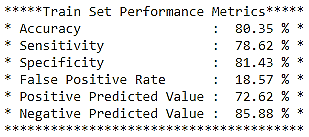 *****Train Set Performance Metrics*****
* Accuracy                 :  80.35 % *
* Sensitivity              :  78.62 % *
* Specificity              :  81.43 % *
* False Positive Rate      :  18.57 % *
* Positive Predicted Value :  72.62 % *
* Negative Predicted Value :  85.88 % *
***************************************